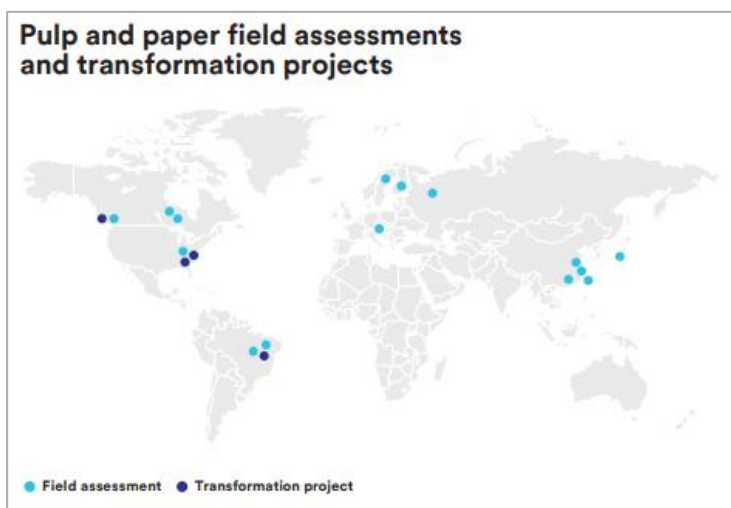 Pulp and paper field assessments
and transformation projects
Field assessment Transformation project